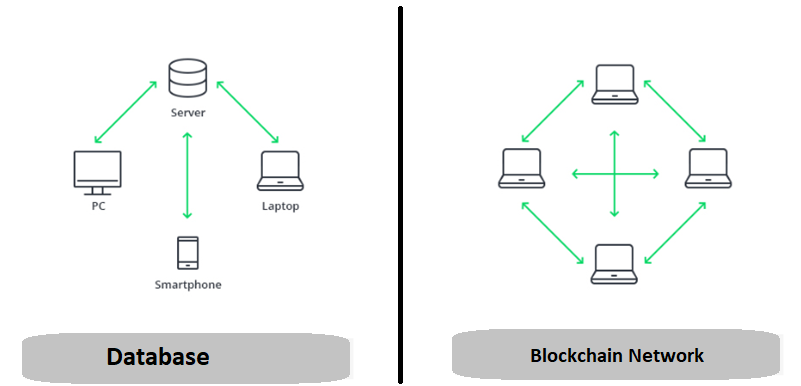 Server
PC
Laptop
Smartphone
Database
Blockchain Network